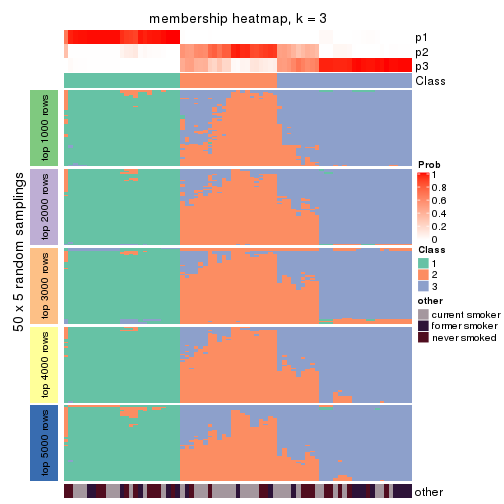 membership heatmap, k = 3
p1
p2
p3
Class
50 x 5 random samplings
top 1000 rows
top 2000 rows
top 3000 rows
top 4000 rows
top 5000 rows
Prob
1
0.8
0.6
0.4
0.2
0
Class
1
2
3
other
current smoker
former smoker
never smoked
other